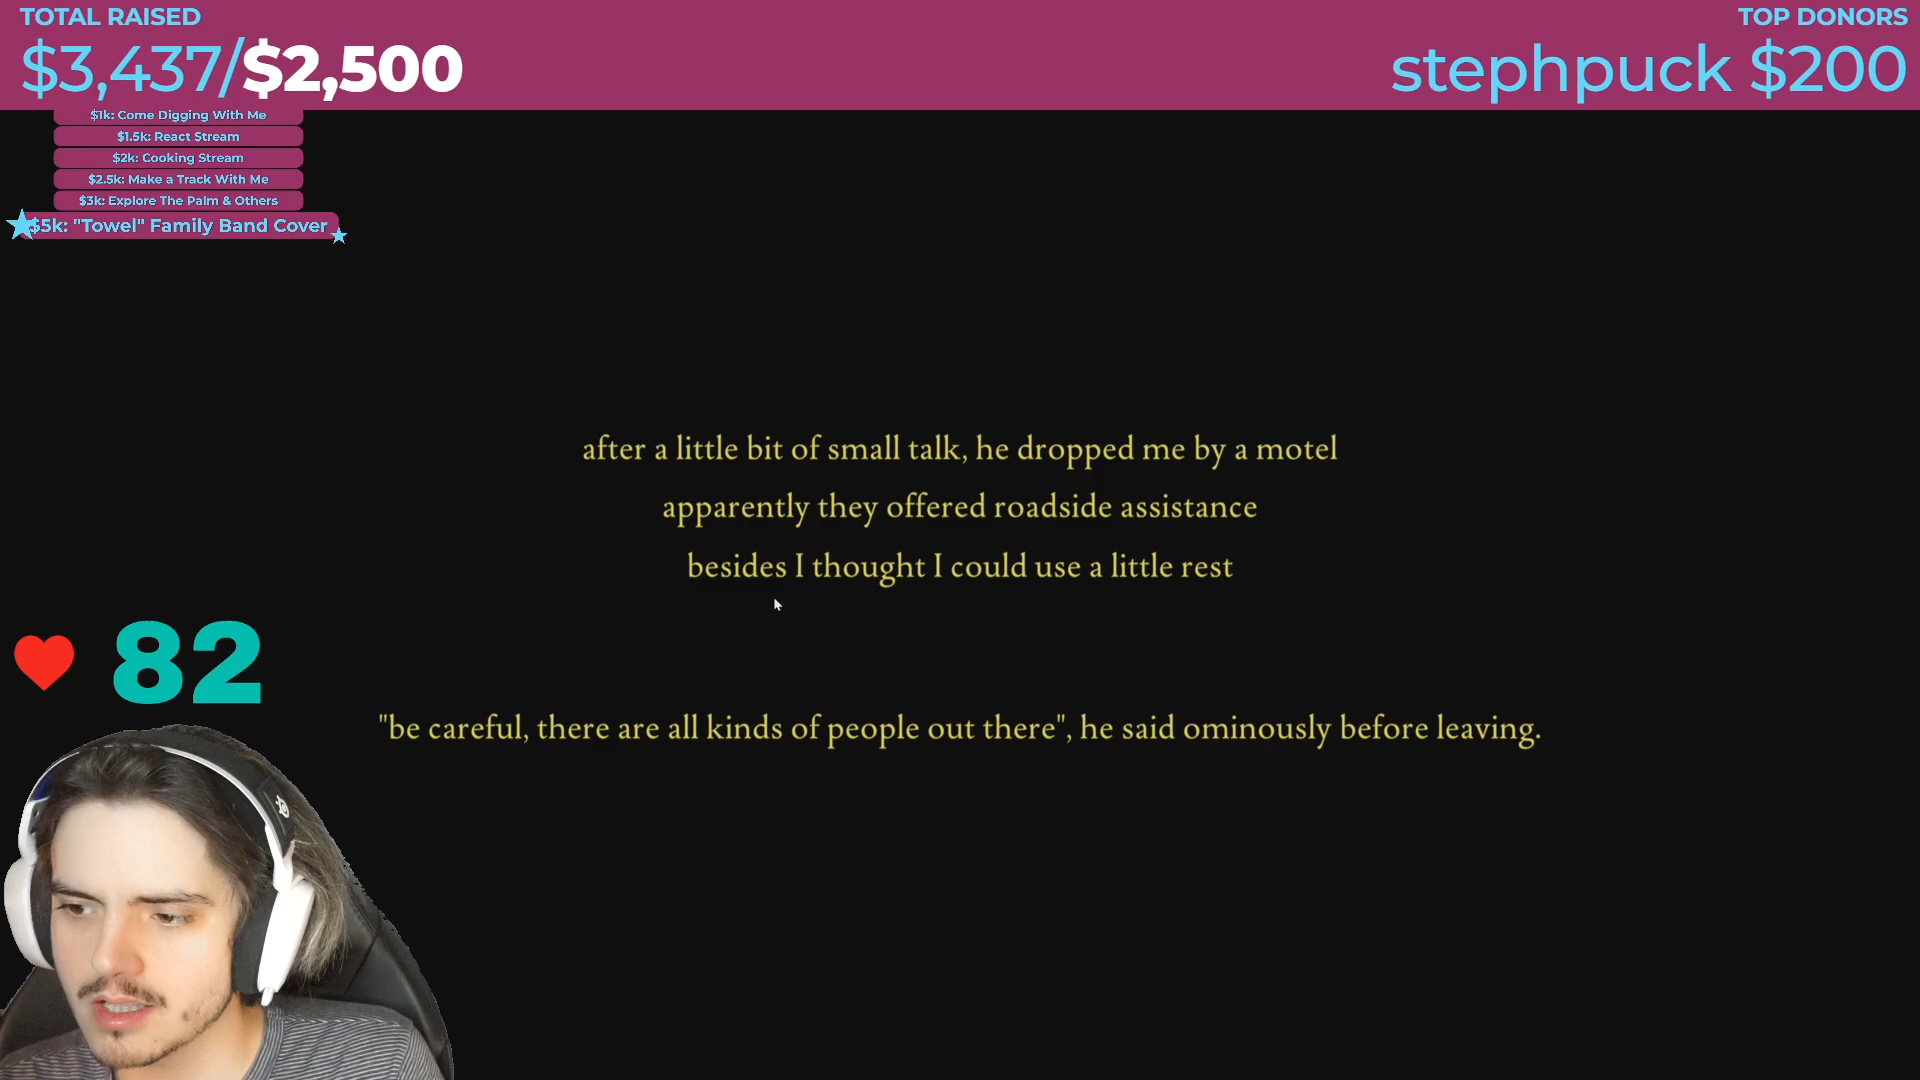 TOTAL RAISED
$3,437/$2,500
TOP DONORS
stephpuck $200
$1k: Come Digging With Me
$1.5k: React Stream
$2k: Cooking Stream
$2.5k: Make a Track With Me
$3k: Explore The Palm & Others
$5k: "Towel" Family Band Cover
after a little bit of small talk, he dropped me by a motel
apparently they offered roadside assistance
besides I thought I could use a little rest
82
"be careful, there are all kinds of people out there", he said ominously before leaving.